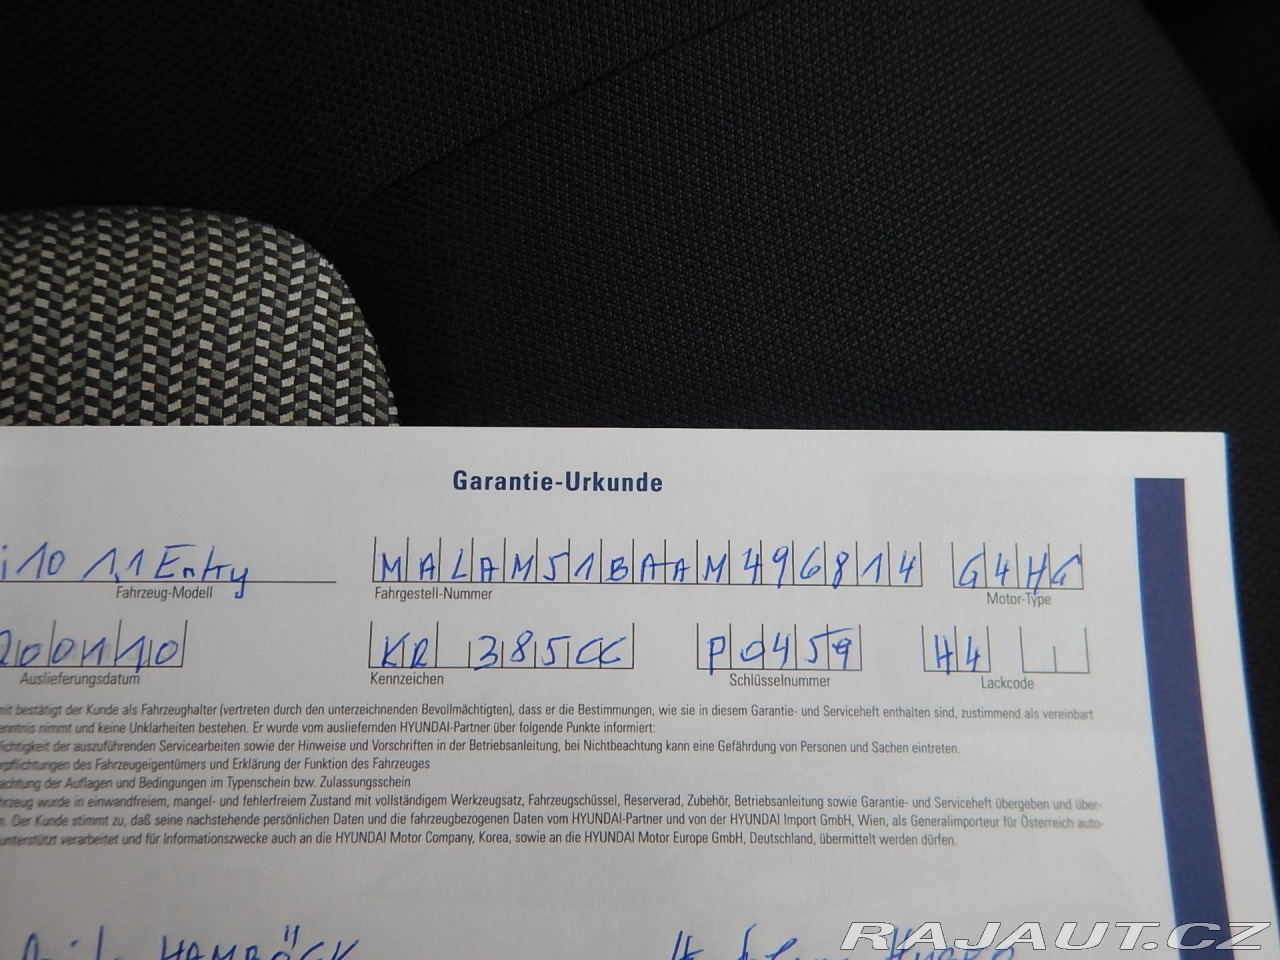 Garantie-Urkunde
i10 1,1 Entry MALAM51BAAM496814 G4HG
Fahrzeug-Modell Fahrgestell-Nummer Motor-Type
200110 KR 385CC P0459 H4
Auslieferungsdatum Kennzeichen Schlüsselnummer Lackcode
mit bestätigt der Kunde als Fahrzeughalter (vertreten durch den unterzeichnenden Bevollmächtigten), dass er die Bestimmungen, wie sie in diesem Garantie- und Serviceheft enthalten sind, zustimmend als vereinbart
enntnis nimmt und keine Unklarheiten bestehen. Er wurde vom ausliefernden HYUNDAI-Partner über folgende Punkte informiert:
ichtigkeit der auszuführenden Servicearbeiten sowie der Hinweise und Vorschriften in der Betriebsanleitung, bei Nichtbeachtung kann eine Gefährdung von Personen und Sachen eintreten.
rpflichtungen des Fahrzeugeigentümers und Erklärung der Funktion des Fahrzeuges
achtung der Auflagen und Bedingungen im Typenschein bzw. Zulassungsschein
hrzeug wurde in einwandfreiem, mangel- und fehlerfreiem Zustand mit vollständigem Werkzeugsatz, Fahrzeugschüssel, Reserverad, Zubehör, Betriebsanleitung sowie Garantie- und Serviceheft übergeben und über-
n. Der Kunde stimmt zu, daß seine nachstehende persönlichen Daten und die fahrzeugbezogenen Daten vom HYUNDAI-Partner und von der HYUNDAI Import GmbH, Wien, als Generalimporteur für Österreich auto-
unterstützt verarbeitet und für Informationszwecke auch an die HYUNDAI Motor Company, Korea, sowie an die HYUNDAI Motor Europe GmbH, Deutschland, übermittelt werden dürfen.
HAMBÖCK
RAJAUT.CZ